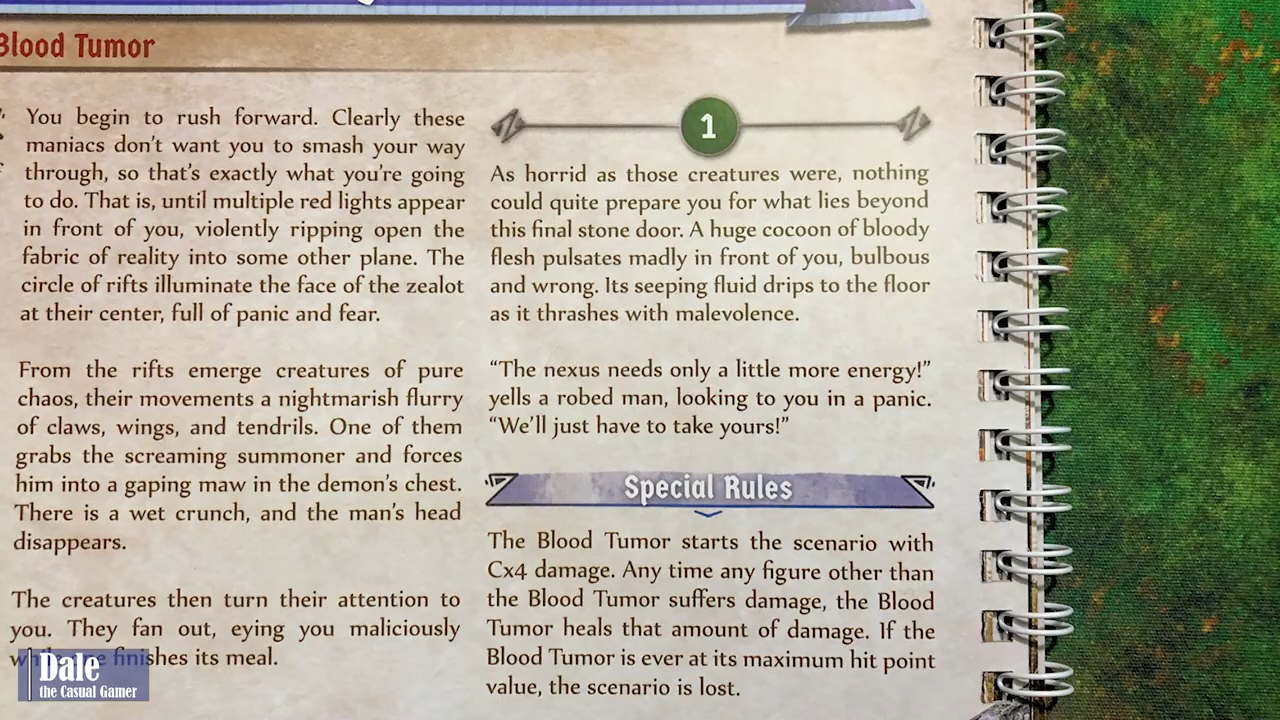 Blood Tumor
You begin to rush forward. Clearly these
maniacs don't want you to smash your way
through, so that's exactly what you're going
to do. That is, until multiple red lights appear
in front of you, violently ripping open the
fabric of reality into some other plane. The
circle of rifts illuminate the face of the zealot
at their center, full of panic and fear.
From the rifts emerge creatures of pure
chaos, their movements a nightmarish flurry
of claws, wings, and tendrils. One of them
grabs the screaming summoner and forces
him into a gaping maw in the demon's chest.
There is a wet crunch, and the man's head
disappears.
The creatures then turn their attention to
you. They fan out, eying you maliciously
while one finishes its meal.
1
As horrid as those creatures were, nothing
could quite prepare you for what lies beyond
this final stone door. A huge cocoon of bloody
flesh pulsates madly in front of you, bulbous
and wrong. Its seeping fluid drips to the floor
as it thrashes with malevolence.
“The nexus needs only a little more energy!”
yells a robed man, looking to you in a panic.
“We'll just have to take yours!”
Special Rules
The Blood Tumor starts the scenario with
Cx4 damage. Any time any figure other than
the Blood Tumor suffers damage, the Blood
Tumor heals that amount of damage. If the
Blood Tumor is ever at its maximum hit point
value, the scenario is lost.
Dale
the Casual Gamer